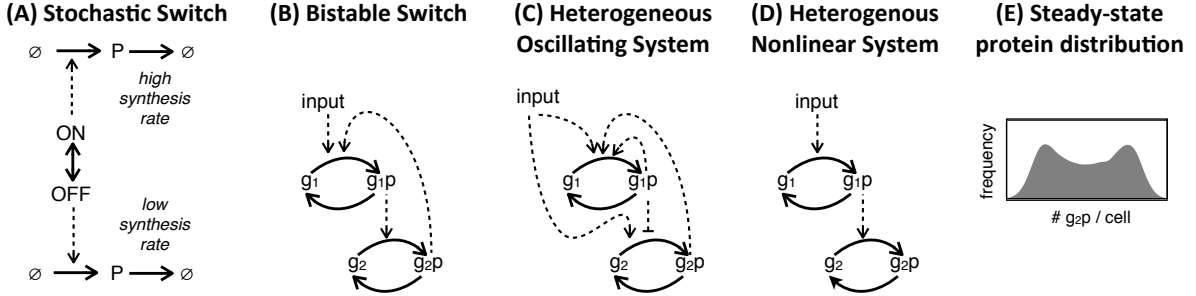 (A) Stochastic Switch
∅ P ∅
high
synthesis
rate
ON
OFF
low
synthesis
rate
∅ P ∅
(B) Bistable Switch
input
g1 g1p
g2 g2p
(C) Heterogeneous
Oscillating System
input
g1 g1p
g2 g2p
(D) Heterogenous
Nonlinear System
input
g1 g1p
g2 g2p
(E) Steady-state
protein distribution
frequency
# g2p / cell